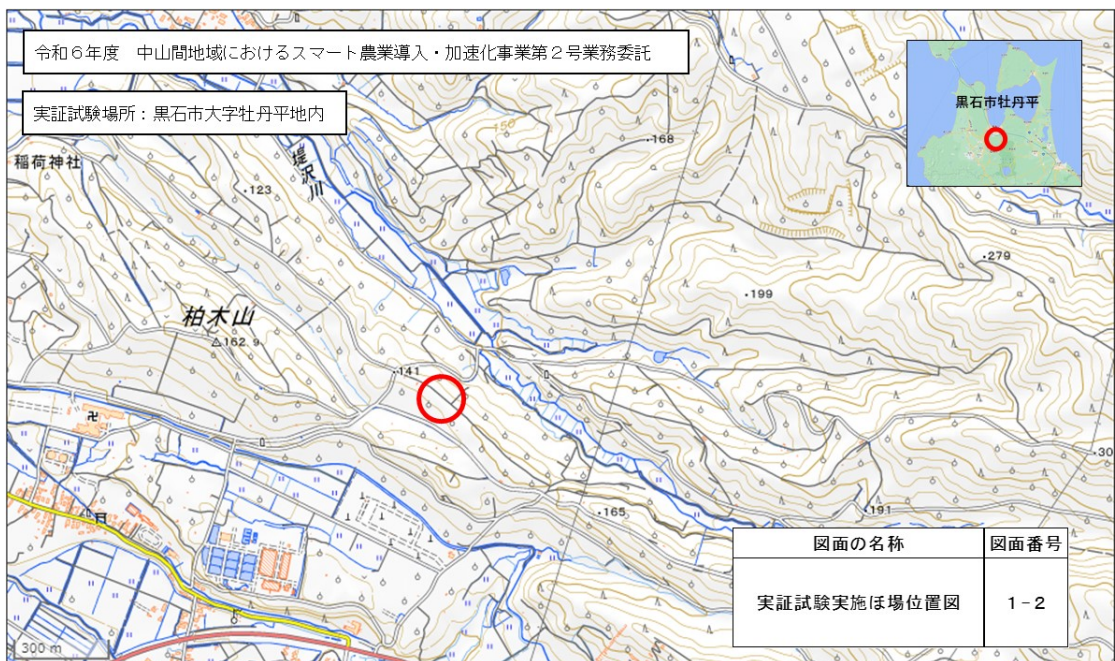 令和６年度　中山間地域におけるスマート農業導入・加速化事業第２号業務委託
実証試験場所：黒石市大字牡丹平地内
黒石市牡丹平
稲荷神社
堤沢川
150
168
123
279
199
柏木山
162.9
141
30
165
191
図面の名称
図面番号
実証試験実施ほ場位置図
１－２
300 m